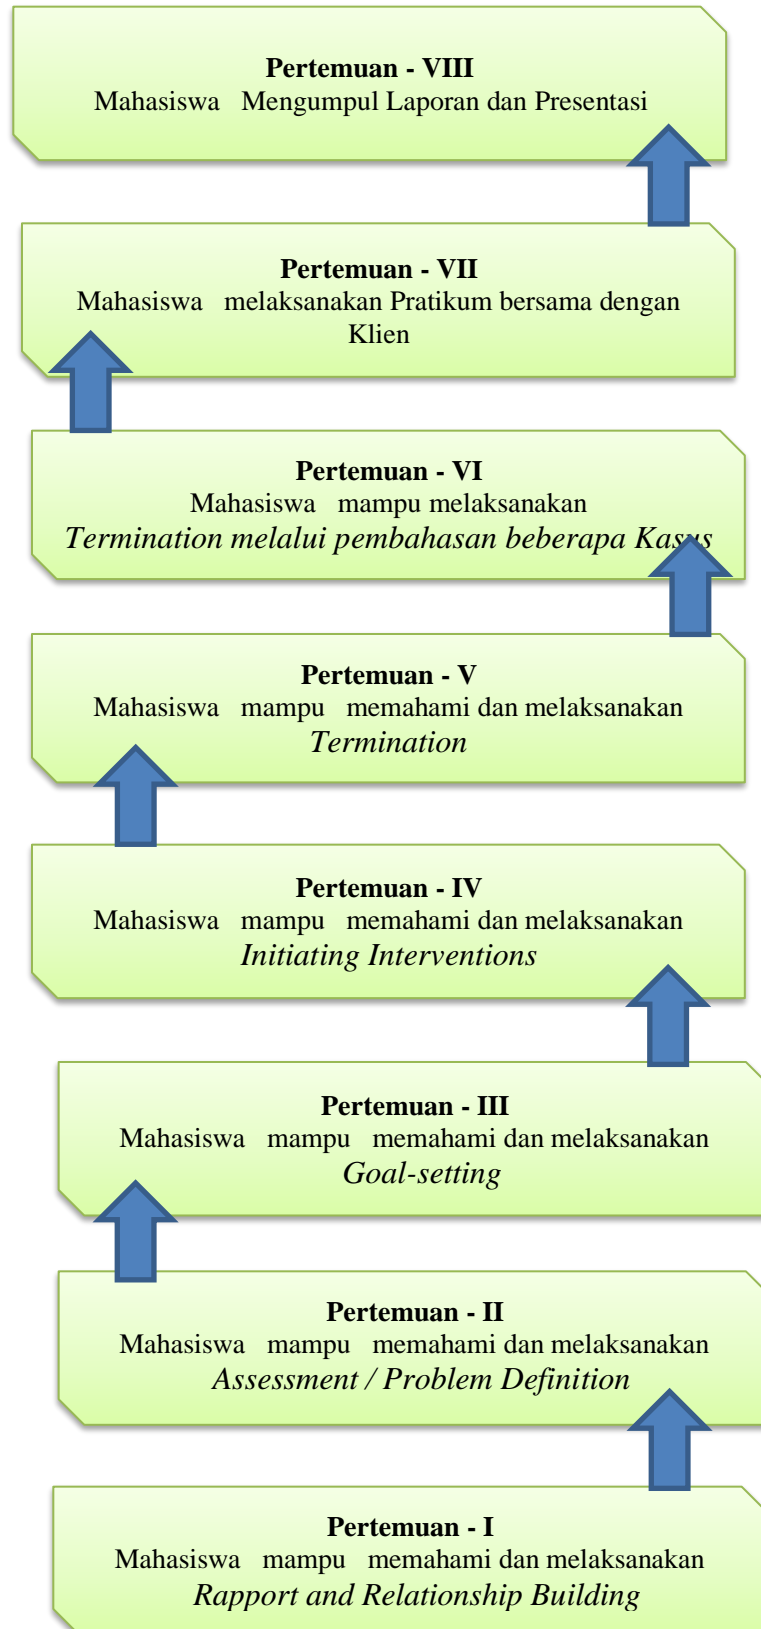 Pertemuan - VIII
Mahasiswa Mengumpul Laporan dan Presentasi
Pertemuan - VII
Mahasiswa melaksanakan Pratikum bersama dengan
Klien
Pertemuan - VI
Mahasiswa mampu melaksanakan
Termination melalui pembahasan beberapa Kasus
Pertemuan - V
Mahasiswa mampu memahami dan melaksanakan
Termination
Pertemuan - IV
Mahasiswa mampu memahami dan melaksanakan
Initiating Interventions
Pertemuan - III
Mahasiswa mampu memahami dan melaksanakan
Goal-setting
Pertemuan - II
Mahasiswa mampu memahami dan melaksanakan
Assessment / Problem Definition
Pertemuan - I
Mahasiswa mampu memahami dan melaksanakan
Rapport and Relationship Building